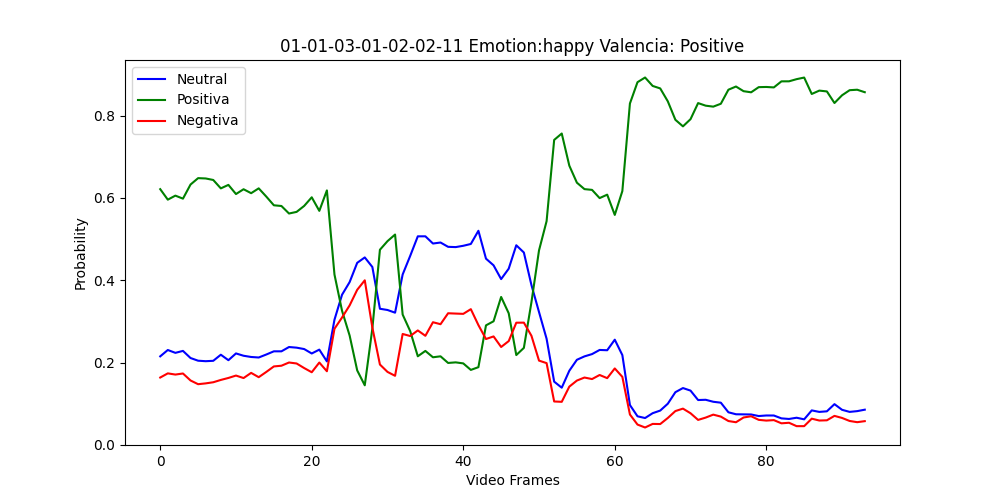 01-01-03-01-02-02-11 Emotion:happy Valencia: Positive
Neutral
Positiva
Negativa
Probability
0.8
0.6
0.4
0.2
0.0
0
20
40
60
80
Video Frames